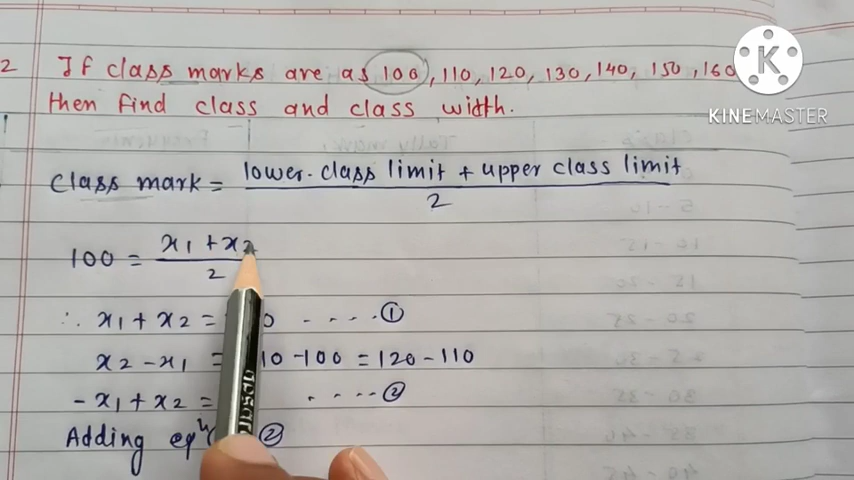 2 If class marks are as 100, 110, 120, 130, 140, 150, 160
then find class and class width.
class mark = lower class limit + upper class limit / 2
100 = x1 + x2 / 2
∴ x1 + x2 = 0 ..... ①
x2 - x1 = 10 - 100 = 120 - 110
- x1 + x2 = ..... ②
Adding eqn ②
K
KINEMASTER